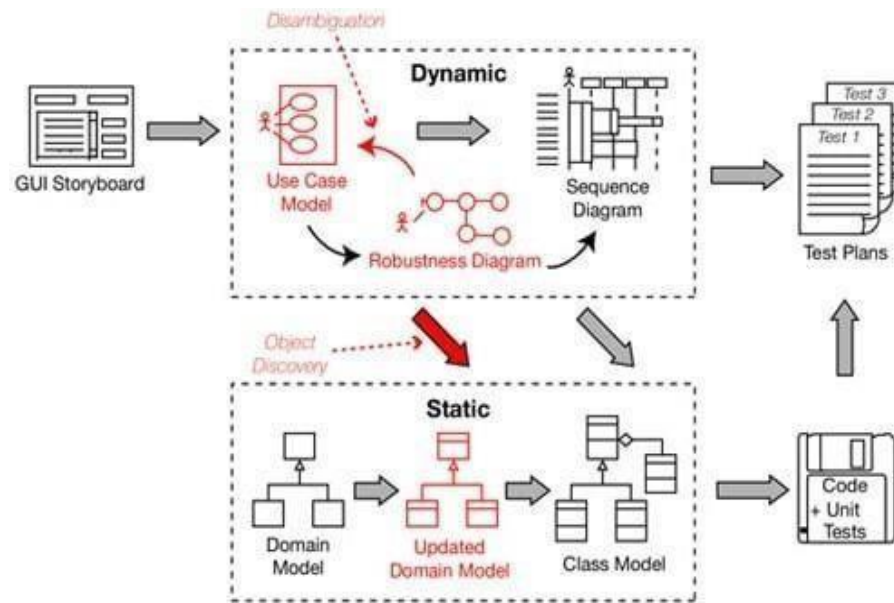 Disambiguation
Dynamic
GUI Storyboard
Use Case
Model
Sequence
Diagram
Robustness Diagram
Test 3
Test 2
Test 1
Test Plans
Object
Discovery
Static
Domain
Model
Updated
Domain Model
Class Model
Code
+ Unit
Tests